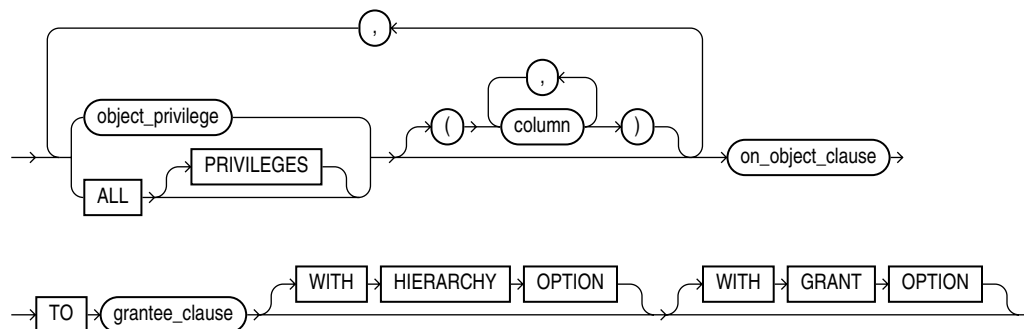 ,
,
object_privilege ( column )
PRIVILEGES on_object_clause
ALL
WITH HIERARCHY OPTION WITH GRANT OPTION
TO grantee_clause